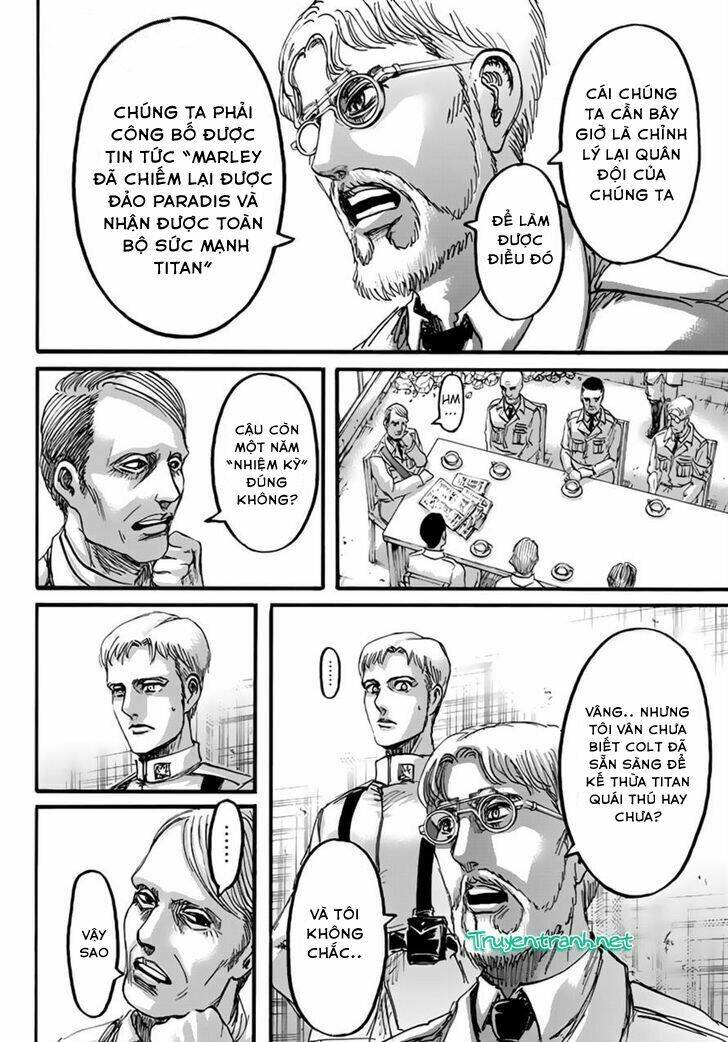 CÁI CHÚNG
TA CẦN BÂY
GIỜ LÀ CHỈNH
LÝ LẠI QUÂN
ĐỘI CỦA
CHÚNG TA
ĐỂ LÀM
ĐƯỢC
ĐIỀU ĐÓ
CHÚNG TA PHẢI
CÔNG BỐ ĐƯỢC
TIN TỨC "MARLEY
ĐÃ CHIẾM LẠI ĐƯỢC
ĐẢO PARADIS VÀ
NHẬN ĐƯỢC TOÀN
BỘ SỨC MẠNH
TITAN"
HM
...
CẬU CÒN
MỘT NĂM
"NHIỆM KỲ"
ĐÚNG
KHÔNG?
VÂNG.. NHƯNG
TÔI VẪN CHƯA
BIẾT COLT ĐÃ
SẴN SÀNG ĐỂ
KẾ THỪA TITAN
QUÁI THÚ HAY
CHƯA?
......
VÀ TÔI
KHÔNG
CHẮC..
Truyentranh.net
......
VẬY
SAO